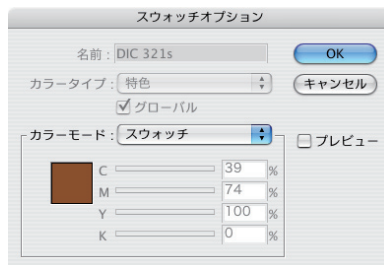 スウォッチオプション
名前 : DIC 321s
OK
カラータイプ : 特色
キャンセル
グローバル
カラーモード : スウォッチ
プレビュー
C 39 %
M 74 %
Y 100 %
K 0 %